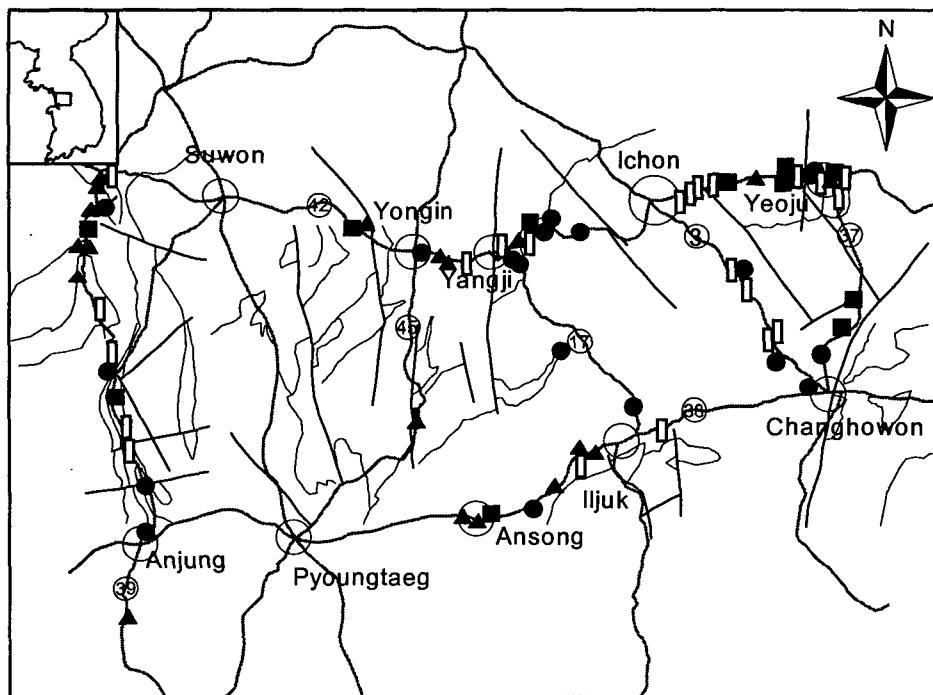 N
Suwon
Ichon
42
Yongin
Yeoju
3
37
Yangji
45
17
38
Changhowon
Iljuk
Ansong
Anjung
Pyoungtaeg
39